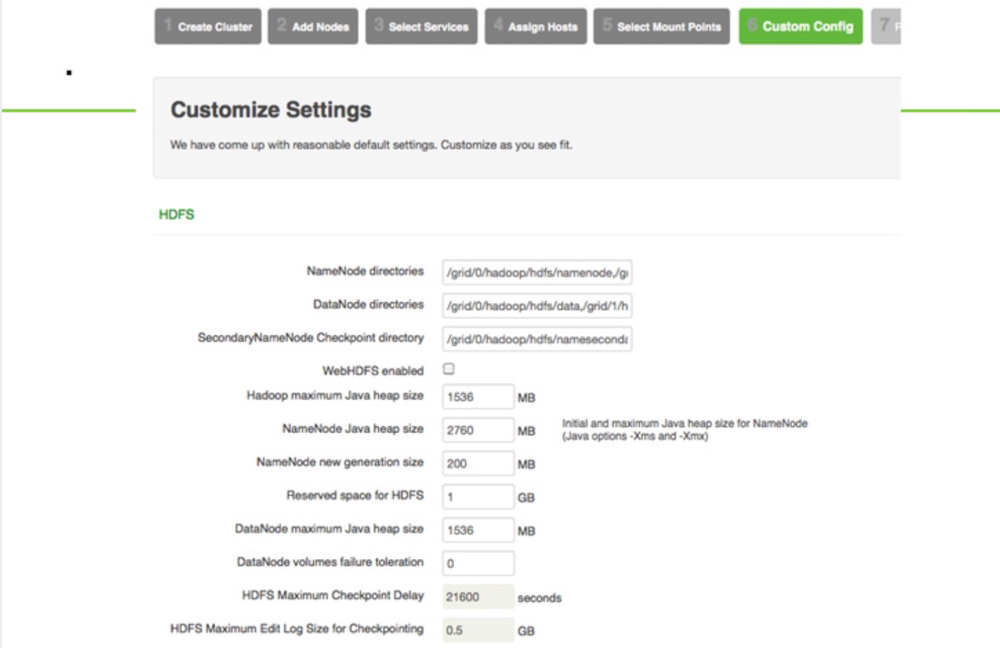 1 Create Cluster 2 Add Nodes 3 Select Services 4 Assign Hosts 5 Select Mount Points 6 Custom Config 7
Customize Settings
We have come up with reasonable default settings. Customize as you see fit.
HDFS
NameNode directories /grid/0/hadoop/hdfs/namenode,/g
DataNode directories /grid/0/hadoop/hdfs/data,/grid/1/h
SecondaryNameNode Checkpoint directory /grid/0/hadoop/hdfs/nameseconda
WebHDFS enabled
Hadoop maximum Java heap size 1536 MB
NameNode Java heap size 2760 MB Initial and maximum Java heap size for NameNode
(Java options -Xms and -Xmx)
NameNode new generation size 200 MB
Reserved space for HDFS 1 GB
DataNode maximum Java heap size 1536 MB
DataNode volumes failure toleration 0
HDFS Maximum Checkpoint Delay 21600 seconds
HDFS Maximum Edit Log Size for Checkpointing 0.5 GB